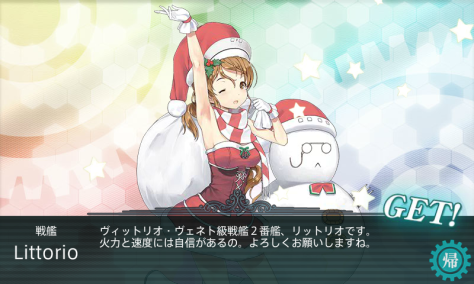 GET!
戦艦
Littorio
ヴィットリオ・ヴェネト級戦艦２番艦、リットリオです。
火力と速度には自信があるの。よろしくお願いしますね。
帰